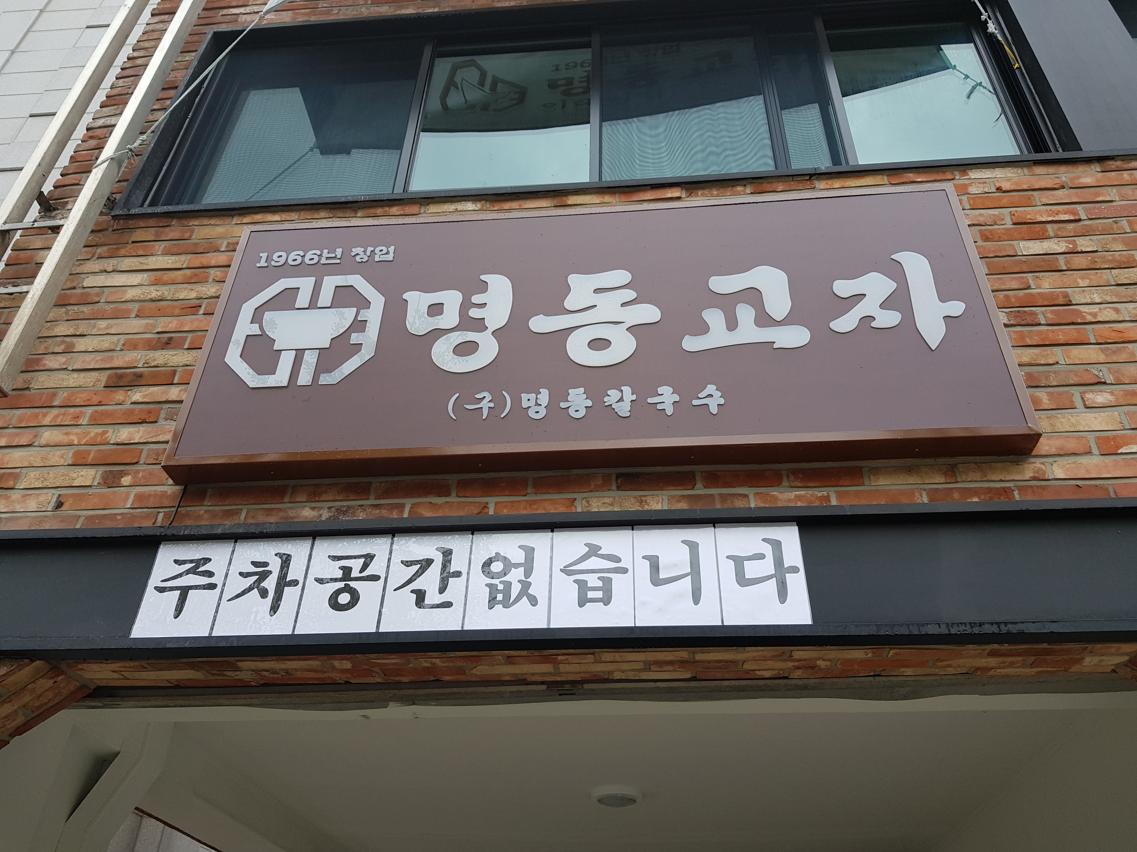 1966년 창업
명동교자
(구)명동칼국수
주차공간없습니다